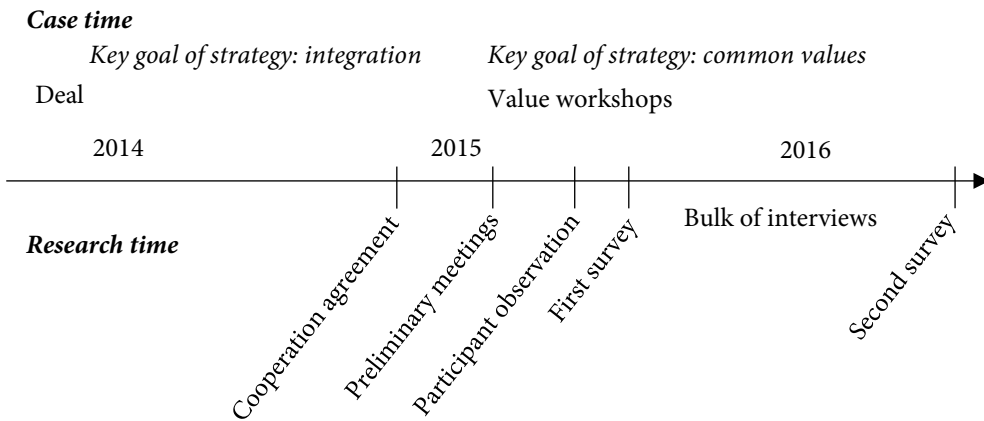 Case time
Key goal of strategy: integration
Key goal of strategy: common values
Deal
Value workshops
2014
2015
2016
Bulk of interviews
Research time
Cooperation agreement
Preliminary meetings
Participant observation
First survey
Second survey